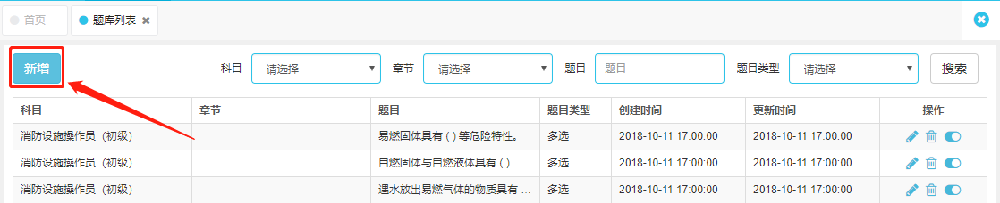 首页 题库列表
新增 科目 请选择 章节 请选择 题目 题目 题目类型 请选择 搜索
科目 章节 题目 题目类型 创建时间 更新时间 操作
消防设施操作员（初级） 易燃固体具有 ( ) 等危险特性。 多选 2018-10-11 17:00:00 2018-10-11 17:00:00
消防设施操作员（初级） 自燃固体与自燃液体具有 ( ) ... 多选 2018-10-11 17:00:00 2018-10-11 17:00:00
消防设施操作员（初级） 遇水放出易燃气体的物质具有 ... 多选 2018-10-11 17:00:00 2018-10-11 17:00:00